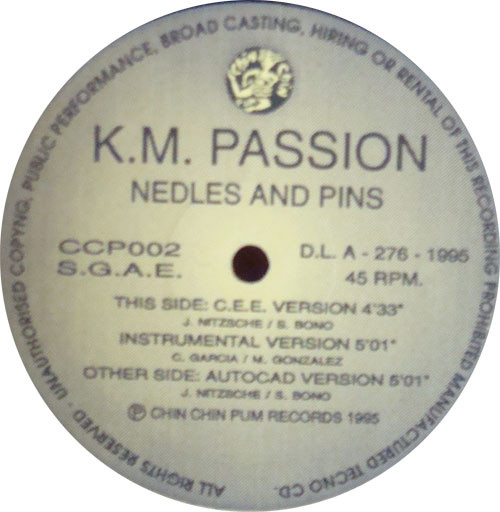 ALL RIGHTS RESERVED - UNAUTHORISED COPYNG, PUBLIC PERFORMANCE, BROAD CASTING, HIRING OR RENTAL OF THIS RECORDING PROHIBITED MANUFACTURED TECNO CD.
K.M. PASSION
NEDLES AND PINS
CCP002
S.G.A.E.
D.L. A - 276 - 1995
45 RPM.
THIS SIDE: C.E.E. VERSION 4'33"
J. NITZSCHE / S. BONO
INSTRUMENTAL VERSION 5'01"
C. GARCIA / M. GONZALEZ
OTHER SIDE: AUTOCAD VERSION 5'01"
J. NITZSCHE / S. BONO
Ⓟ CHIN CHIN PUM RECORDS 1995